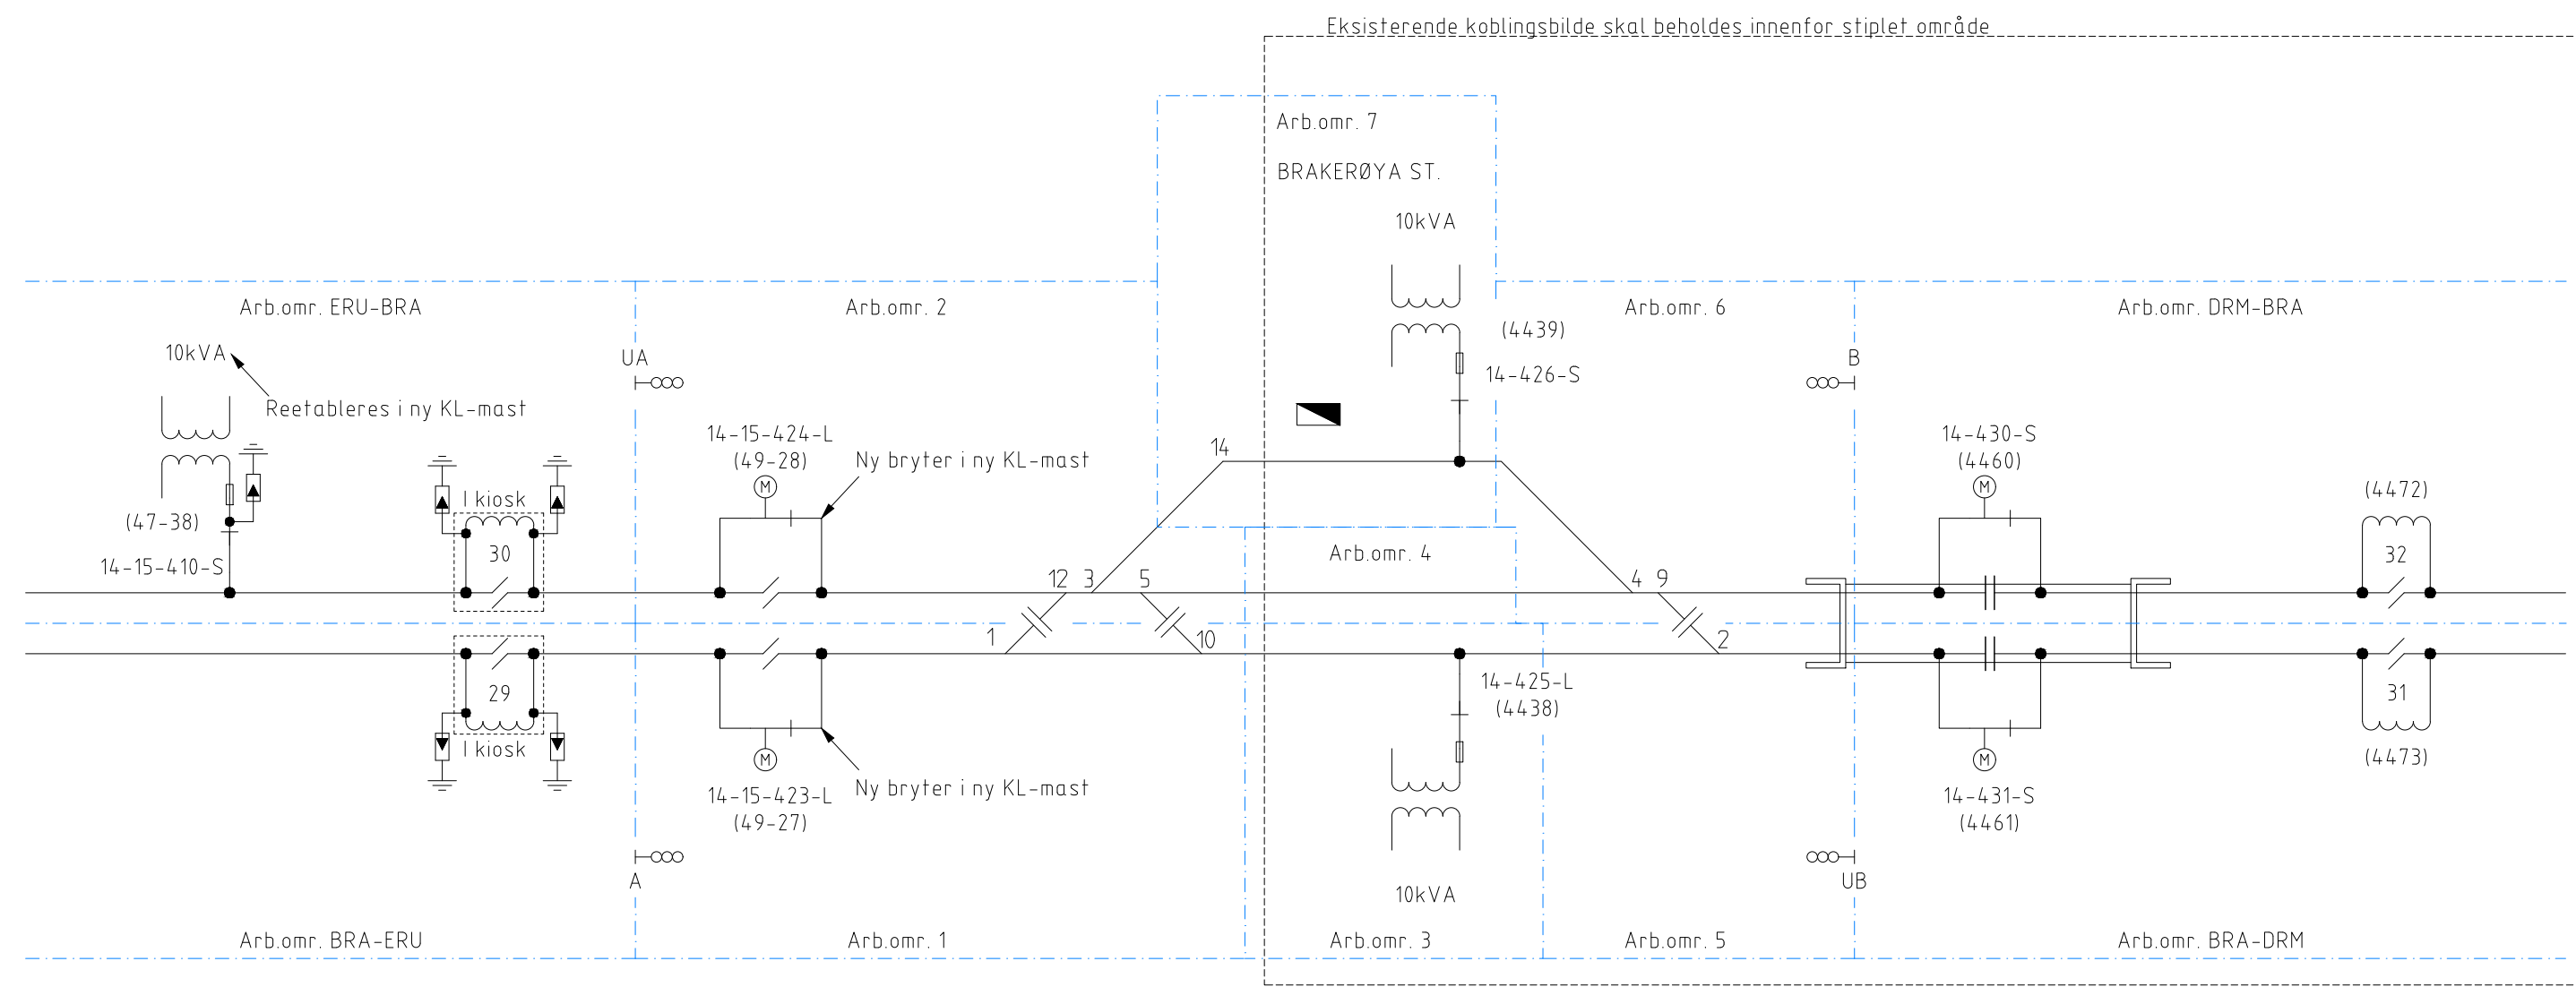 Eksisterende koblingsbilde skal beholdes innenfor stiplet område
Arb.omr. 7
BRAKERØYA ST.
10kVA
Arb.omr. ERU-BRA
Arb.omr. 2
Arb.omr. 6
Arb.omr. DRM-BRA
(4439)
10kVA
UA
B
14-426-S
Reetableres i ny KL-mast
14-15-424-L
(49-28)
Ny bryter i ny KL-mast
14
14-430-S
(4460)
M
M
(4472)
I kiosk
(47-38)
30
14-15-410-S
Arb.omr. 4
32
12
3
5
4
9
1
10
2
29
14-425-L
(4438)
31
I kiosk
M
M
(4473)
14-15-423-L
(49-27)
Ny bryter i ny KL-mast
14-431-S
(4461)
A
UB
10kVA
Arb.omr. BRA-ERU
Arb.omr. 1
Arb.omr. 3
Arb.omr. 5
Arb.omr. BRA-DRM